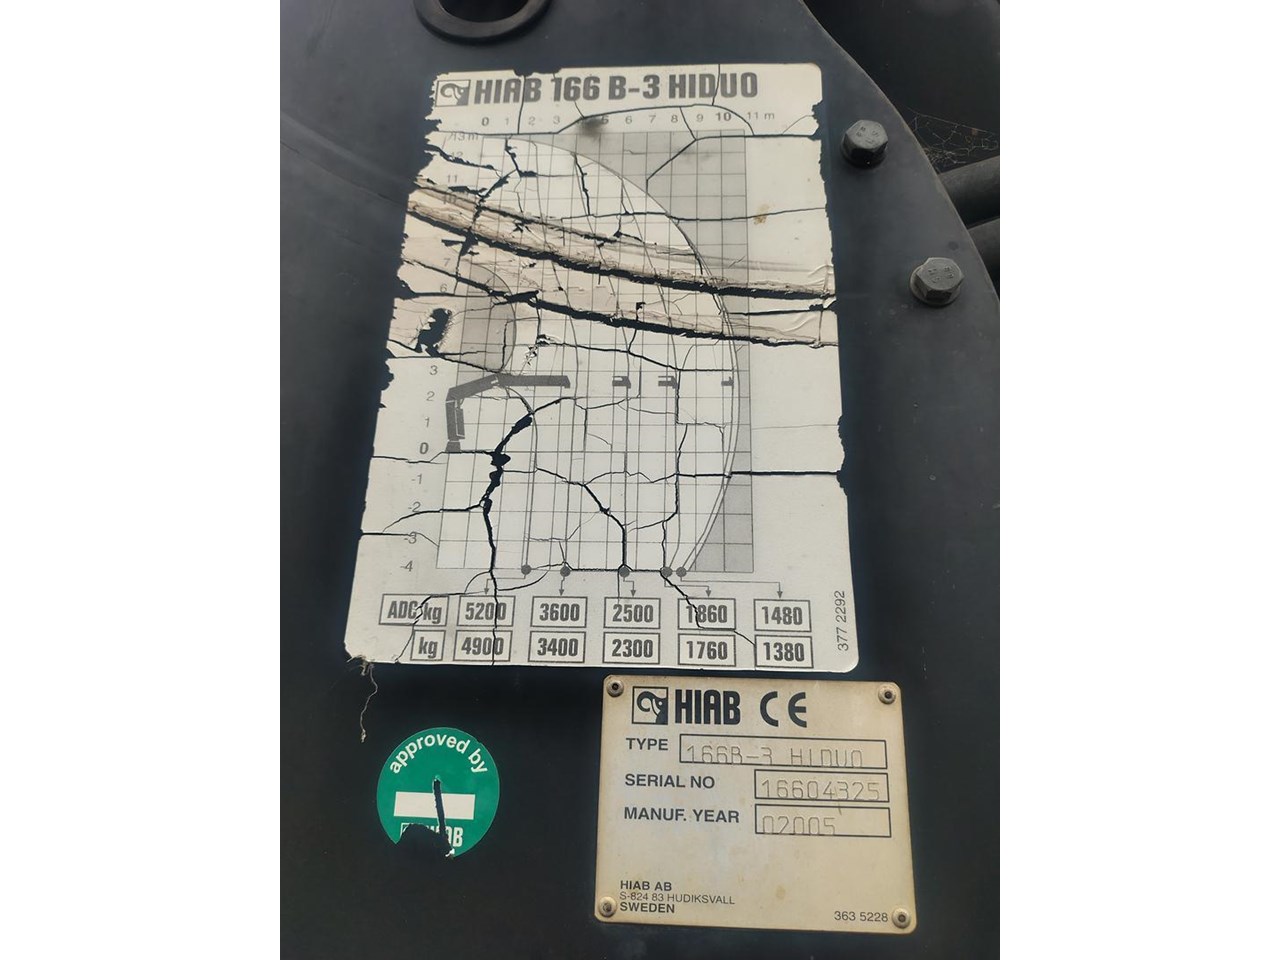 HIAB 166 B-3 HIDUO
0 1 2 3 5 6 7 8 9 10 11 m
13 m
12
11
10
7
6
3
2
1
0
-1
-2
-3
-4
ADC kg 5200 3600 2500 1860 1480
kg 4900 3400 2300 1760 1380
377 2292
HIAB CE
TYPE 166B-3 HIDUO
SERIAL NO 16604325
MANUF. YEAR 02005
HIAB AB
S-824 83 HUDIKSVALL
SWEDEN
363 5228
approved by
HIAB